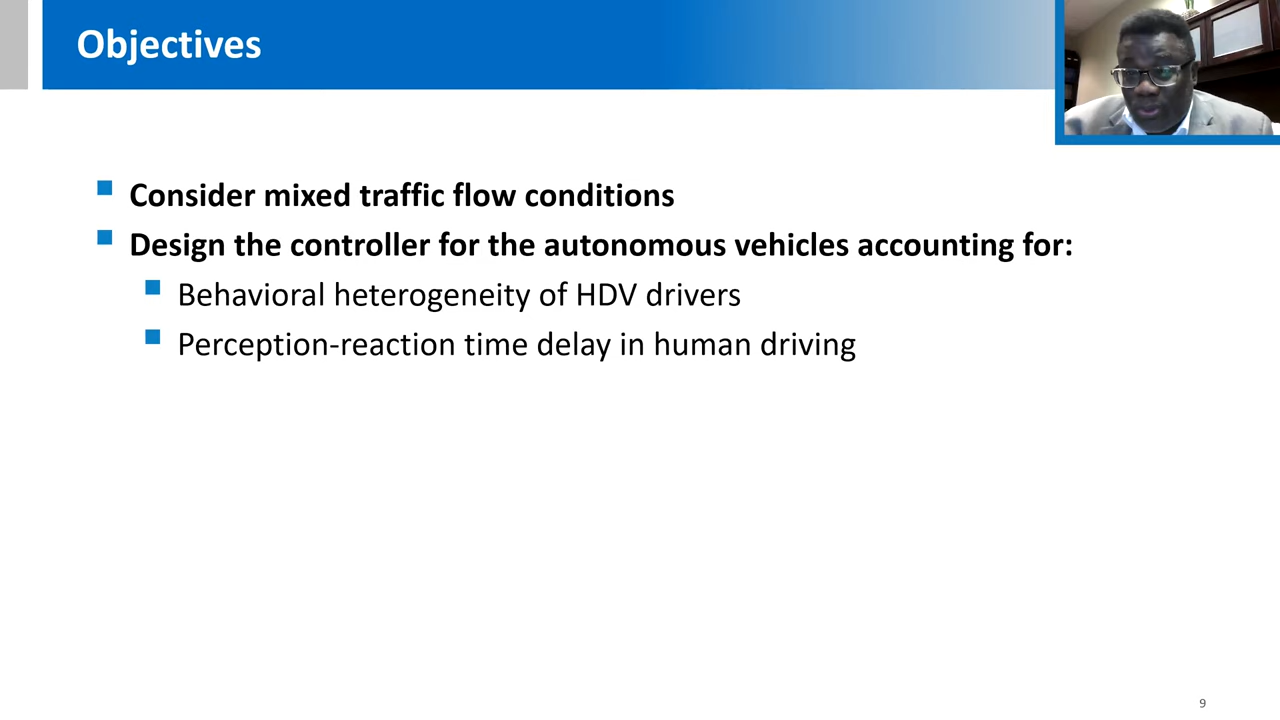 Objectives
Consider mixed traffic flow conditions
Design the controller for the autonomous vehicles accounting for:
Behavioral heterogeneity of HDV drivers
Perception-reaction time delay in human driving
9